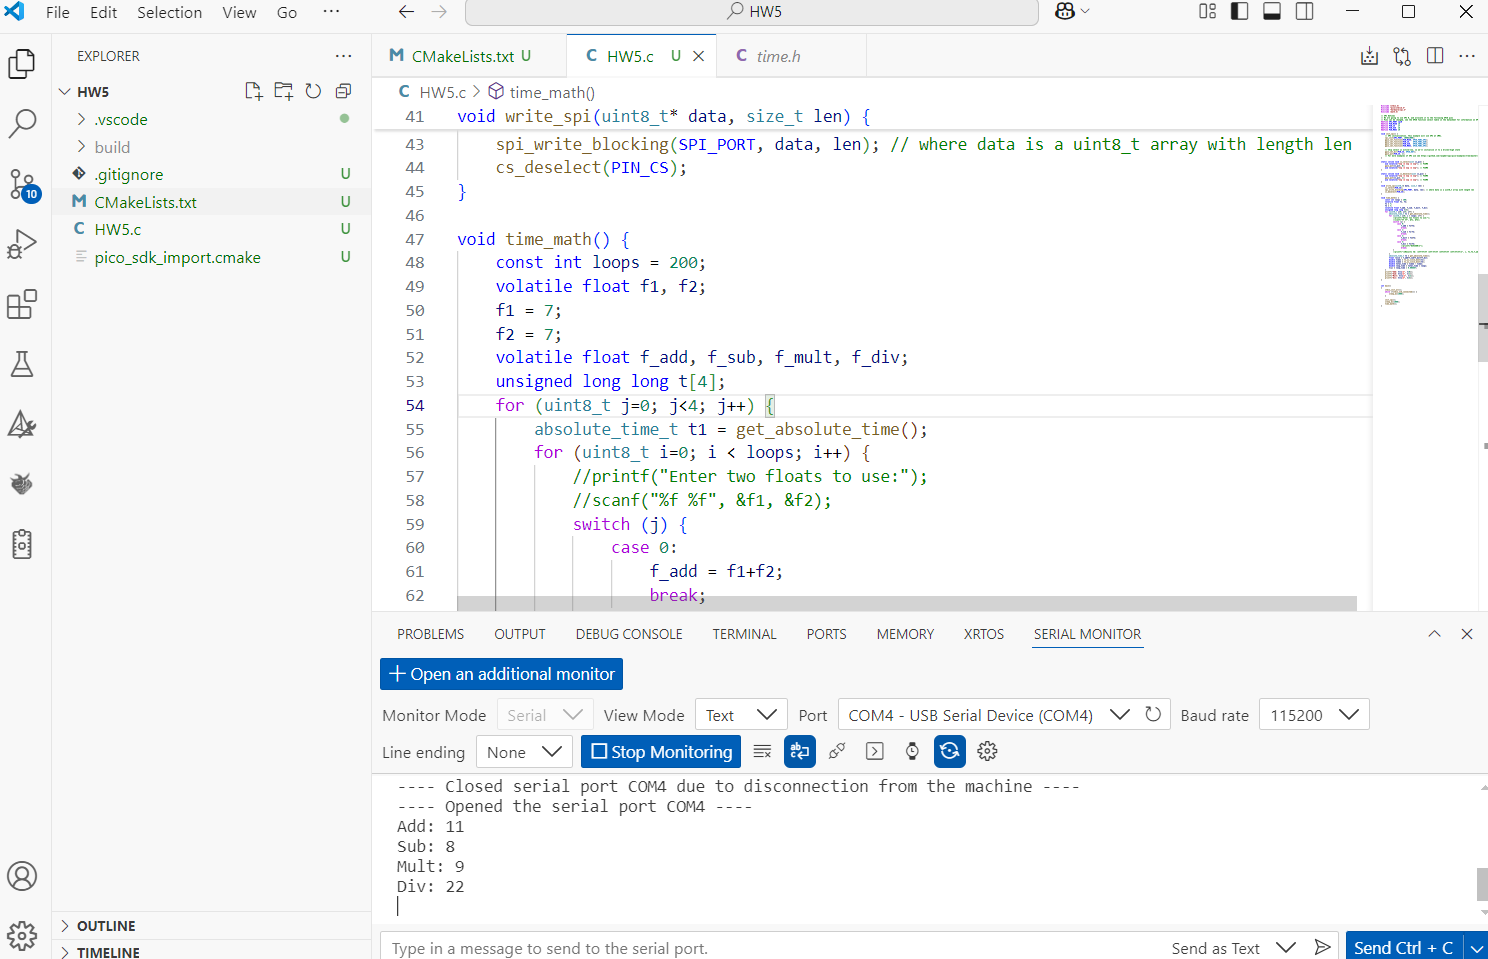 File Edit Selection View Go ··· HW5
EXPLORER ···
HW5
.vscode
build
.gitignore U
CMakeLists.txt U
HW5.c U
pico_sdk_import.cmake U
OUTLINE
TIMELINE
10
M CMakeLists.txt U C HW5.c U C time.h
C HW5.c > time_math()
41 void write_spi(uint8_t* data, size_t len) {
43 spi_write_blocking(SPI_PORT, data, len); // where data is a uint8_t array with length len
44 cs_deselect(PIN_CS);
45 }
46
47 void time_math() {
48 const int loops = 200;
49 volatile float f1, f2;
50 f1 = 7;
51 f2 = 7;
52 volatile float f_add, f_sub, f_mult, f_div;
53 unsigned long long t[4];
54 for (uint8_t j=0; j<4; j++) {
55 absolute_time_t t1 = get_absolute_time();
56 for (uint8_t i=0; i < loops; i++) {
57 //printf("Enter two floats to use:");
58 //scanf("%f %f", &f1, &f2);
59 switch (j) {
60 case 0:
61 f_add = f1+f2;
62 break;
PROBLEMS OUTPUT DEBUG CONSOLE TERMINAL PORTS MEMORY XRTOS SERIAL MONITOR
Open an additional monitor
Monitor Mode Serial View Mode Text Port COM4 - USB Serial Device (COM4) Baud rate 115200
Line ending None Stop Monitoring
---- Closed serial port COM4 due to disconnection from the machine ----
---- Opened the serial port COM4 ----
Add: 11
Sub: 8
Mult: 9
Div: 22
Type in a message to send to the serial port. Send as Text Send Ctrl + C